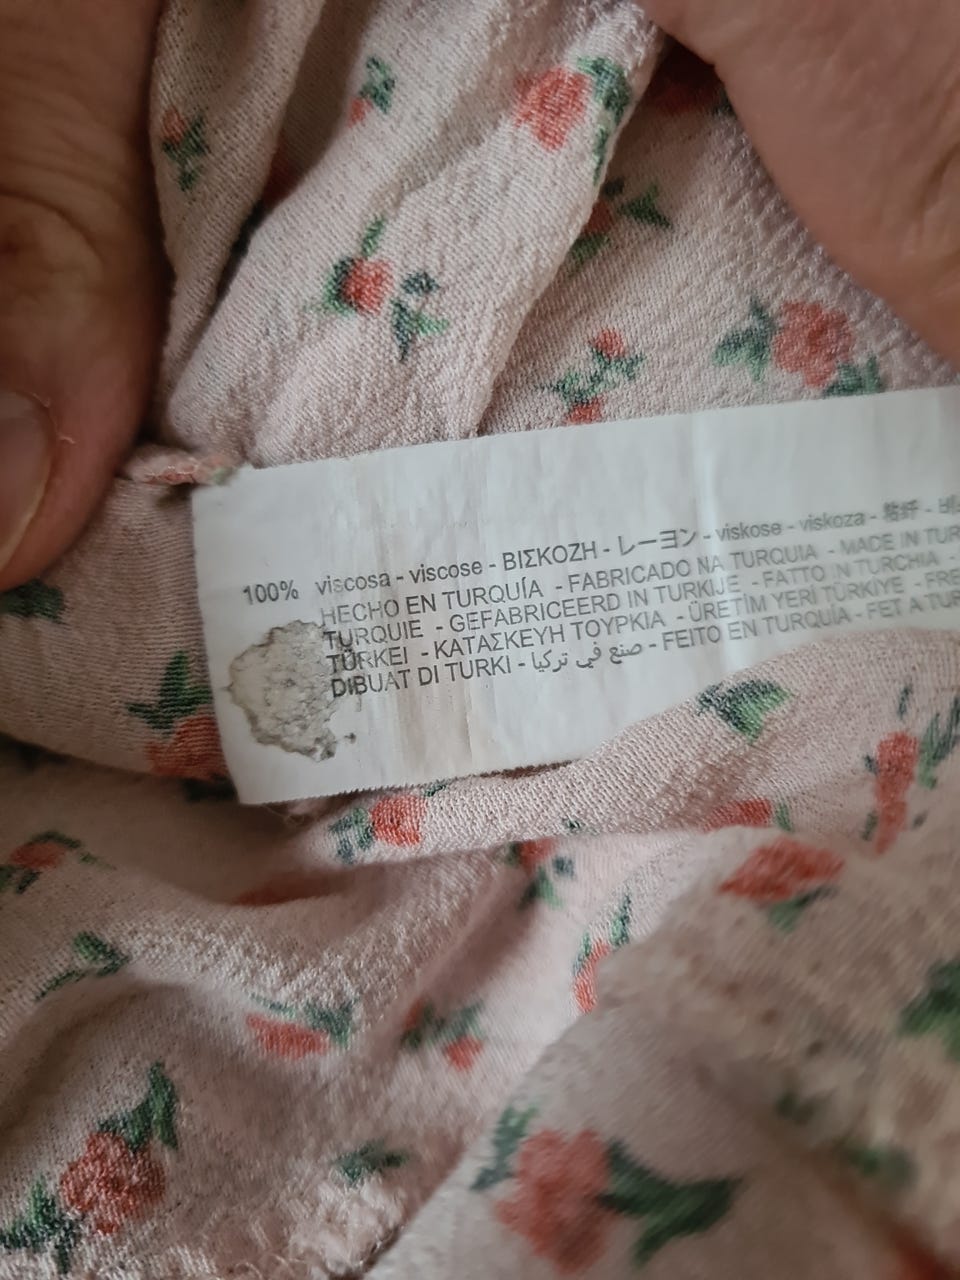 100% viscosa - viscose - ΒΙΣΚΟΖΗ - レーヨン - viskose - viskoza - 粘纤 -
HECHO EN TURQUÍA - FABRICADO NA TURQUIA - MADE IN
TURQUIE - GEFABRICEERD IN TURKIJE - FATTO IN TURCHIA -
TÜRKEI - ΚΑΤΑΣΚΕΥΗ ΤΟΥΡΚΙΑ - ÜRETİM YERİ TÜRKİYE -
DIBUAT DI TURKI - صنع في تركيا - FEITO EN TURQUÍA - FET A